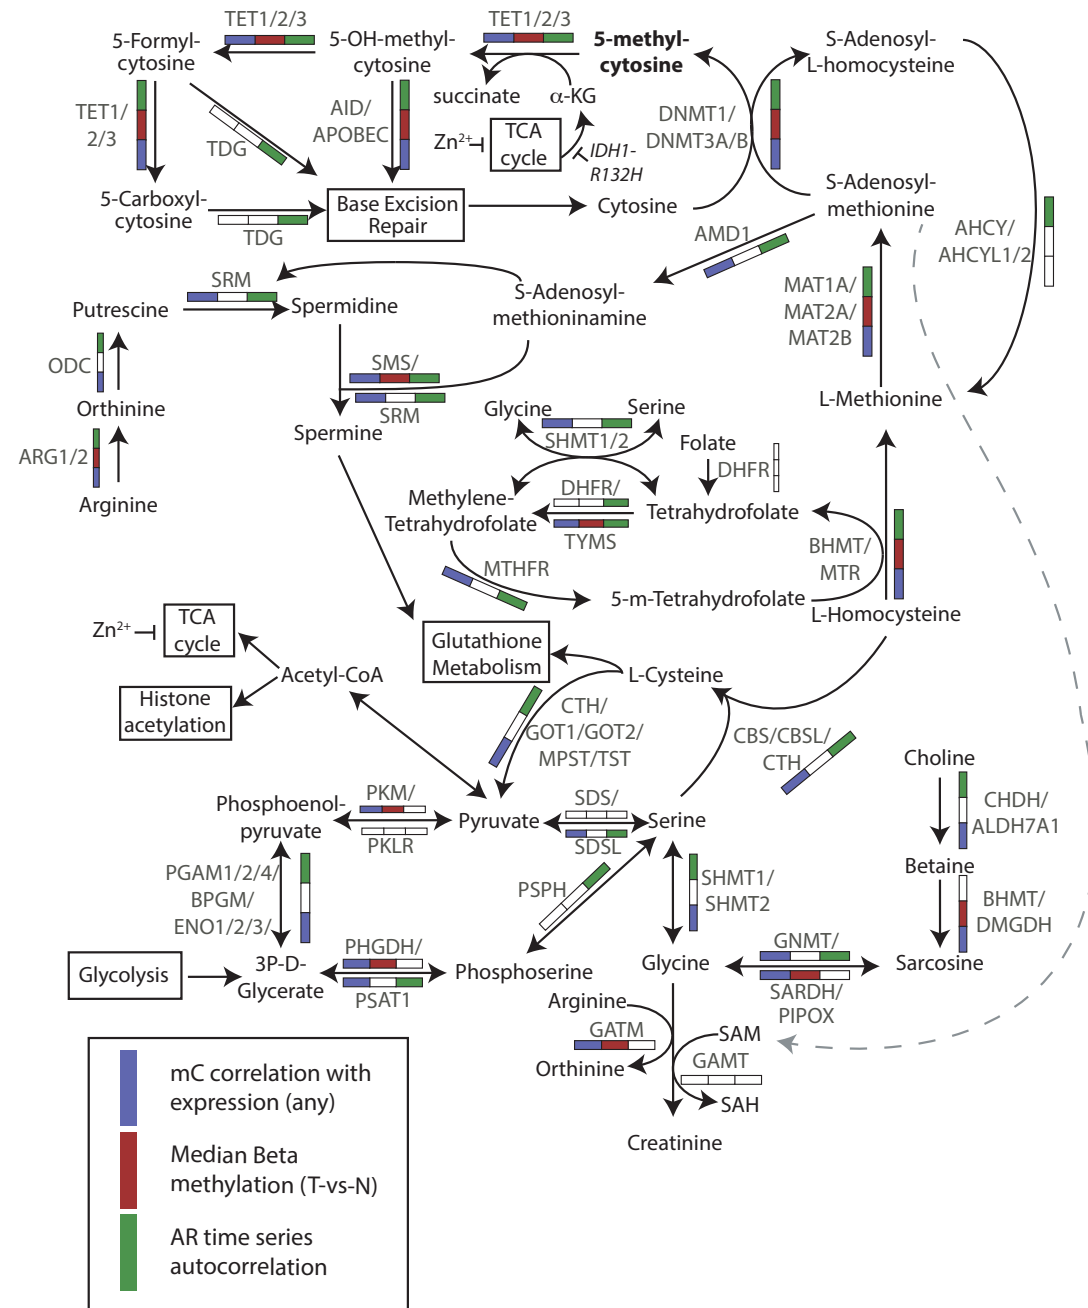 TET1/2/3
TET1/2/3
5-Formyl-
cytosine
5-OH-methyl-
cytosine
5-methyl-
cytosine
S-Adenosyl-
L-homocysteine
TET1/
2/3
TDG
AID/
APOBEC
succinate
α-KG
Zn²⁺
TCA
cycle
IDH1-
R132H
DNMT1/
DNMT3A/B
5-Carboxyl-
cytosine
TDG
Base Excision
Repair
Cytosine
S-Adenosyl-
methionine
AHCY/
AHCYL1/2
AMD1
SRM
Putrescine
Spermidine
S-Adenosyl-
methioninamine
MAT1A/
MAT2A/
MAT2B
ODC
SMS/
SRM
Orthinine
Spermine
L-Methionine
ARG1/2
Arginine
Glycine
Serine
SHMT1/2
Folate
DHFR
Methylene-
Tetrahydrofolate
DHFR/
TYMS
Tetrahydrofolate
BHMT/
MTR
MTHFR
5-m-Tetrahydrofolate
L-Homocysteine
Zn²⁺
TCA
cycle
Glutathione
Metabolism
Acetyl-CoA
L-Cysteine
Histone
acetylation
CTH/
GOT1/GOT2/
MPST/TST
CBS/CBSL/
CTH
Choline
CHDH/
ALDH7A1
Phosphoenol-
pyruvate
PKM/
PKLR
Pyruvate
SDS/
SDSL
Serine
Betaine
PGAM1/2/4/
BPGM/
ENO1/2/3/
PSPH
SHMT1/
SHMT2
BHMT/
DMGDH
Glycolysis
3P-D-
Glycerate
PHGDH/
PSAT1
Phosphoserine
Glycine
GNMT/
SARDH/
PIPOX
Sarcosine
Arginine
GATM
Orthinine
SAM
GAMT
SAH
Creatinine
mC correlation with
expression (any)
Median Beta
methylation (T-vs-N)
AR time series
autocorrelation